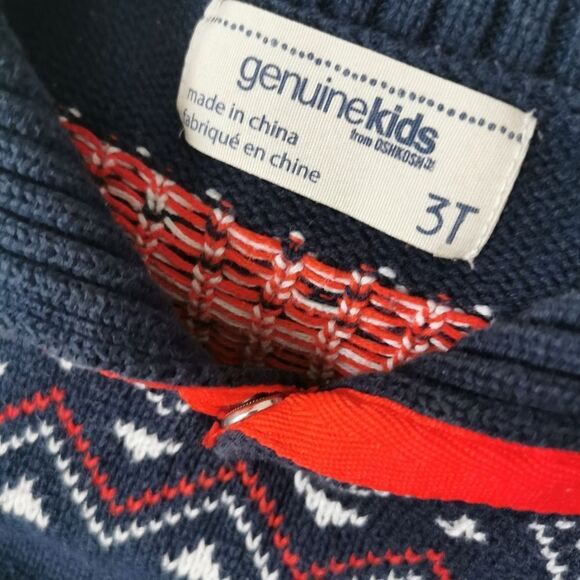 genuinekids
from OSHKOSH
made in china
fabriqué en chine
3T